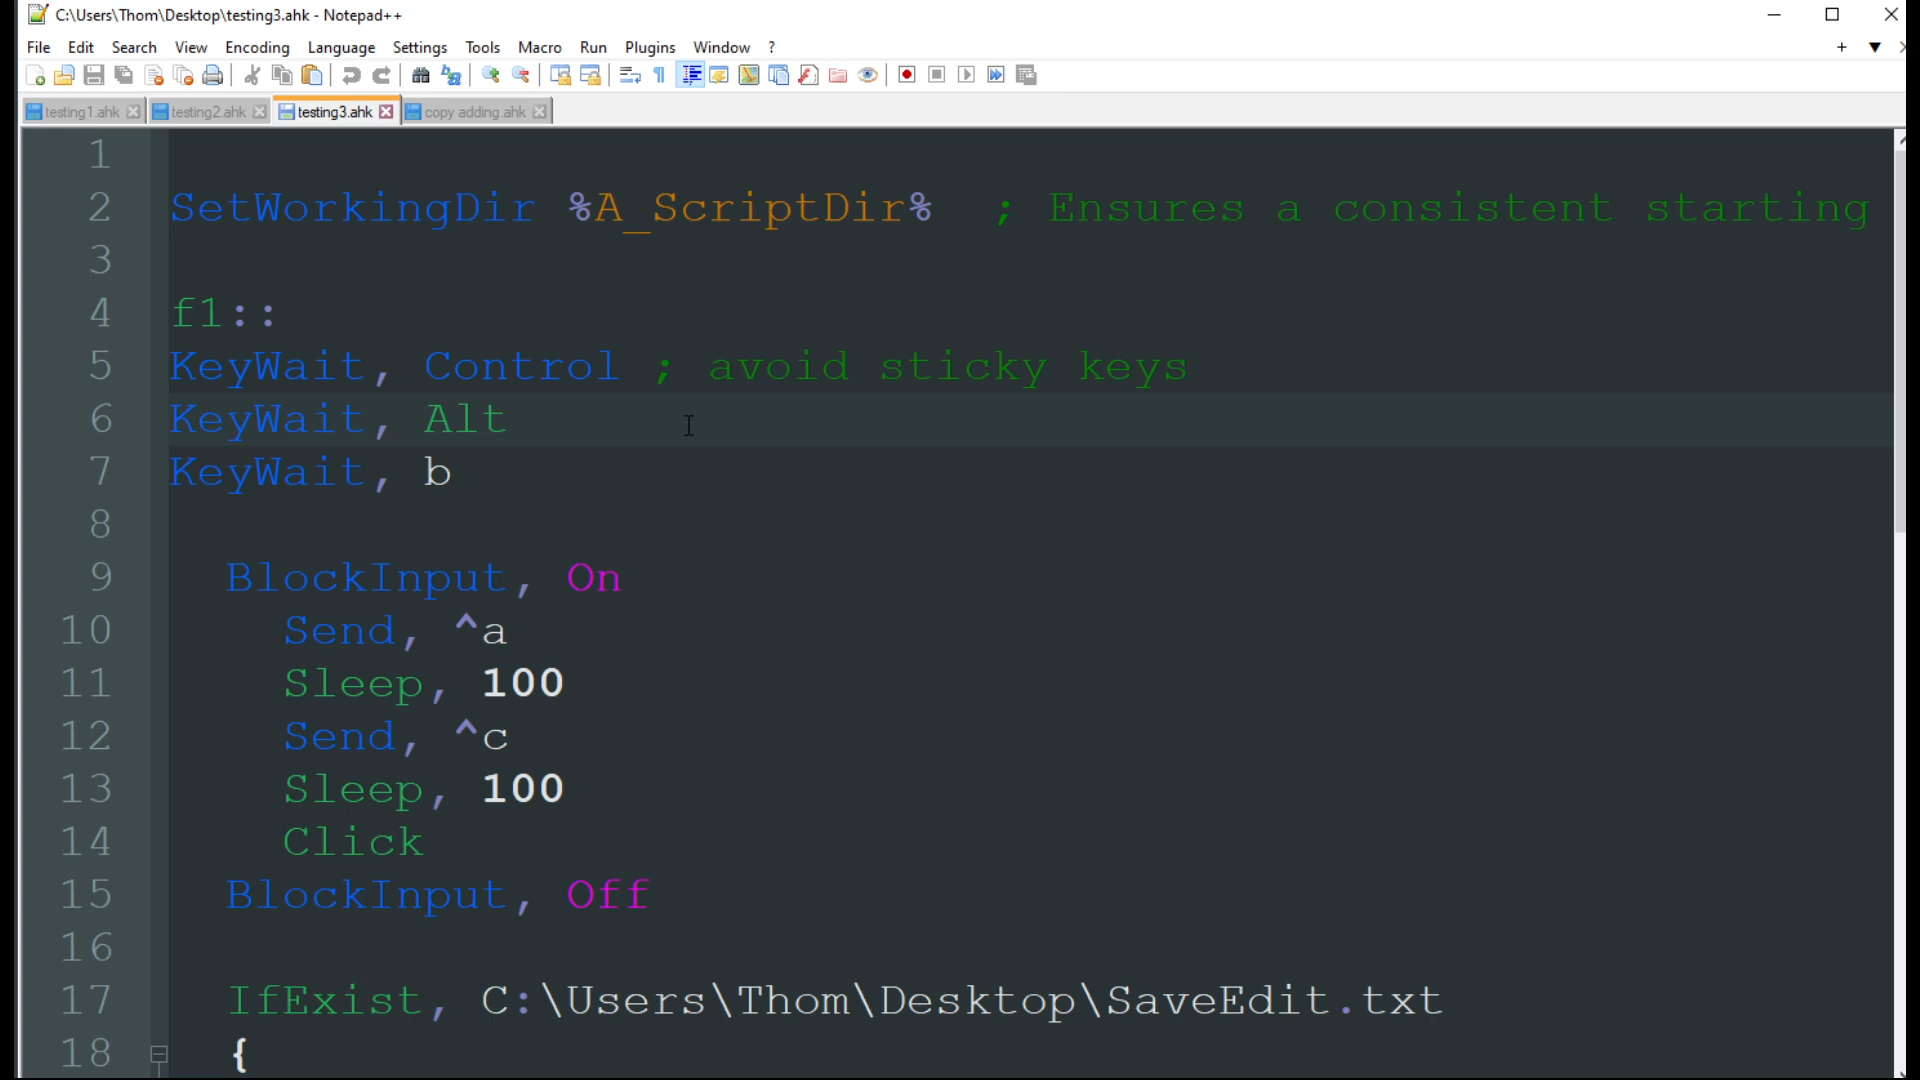 C:\Users\Thom\Desktop\testing3.ahk - Notepad++
File Edit Search View Encoding Language Settings Tools Macro Run Plugins Window ?
testing1.ahk testing2.ahk testing3.ahk copy adding.ahk
1
2 SetWorkingDir %A_ScriptDir% ; Ensures a consistent starting
3
4 f1::
5 KeyWait, Control ; avoid sticky keys
6 KeyWait, Alt
7 KeyWait, b
8
9 BlockInput, On
10 Send, ^a
11 Sleep, 100
12 Send, ^c
13 Sleep, 100
14 Click
15 BlockInput, Off
16
17 IfExist, C:\Users\Thom\Desktop\SaveEdit.txt
18 {